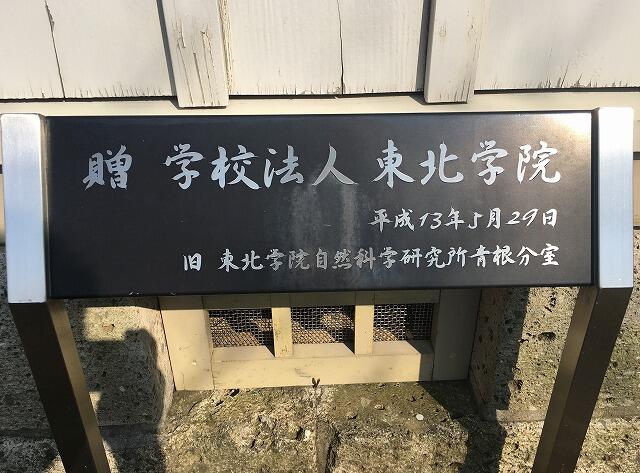 贈 学校法人 東北学院
平成13年5月29日
旧 東北学院自然科学研究所青根分室